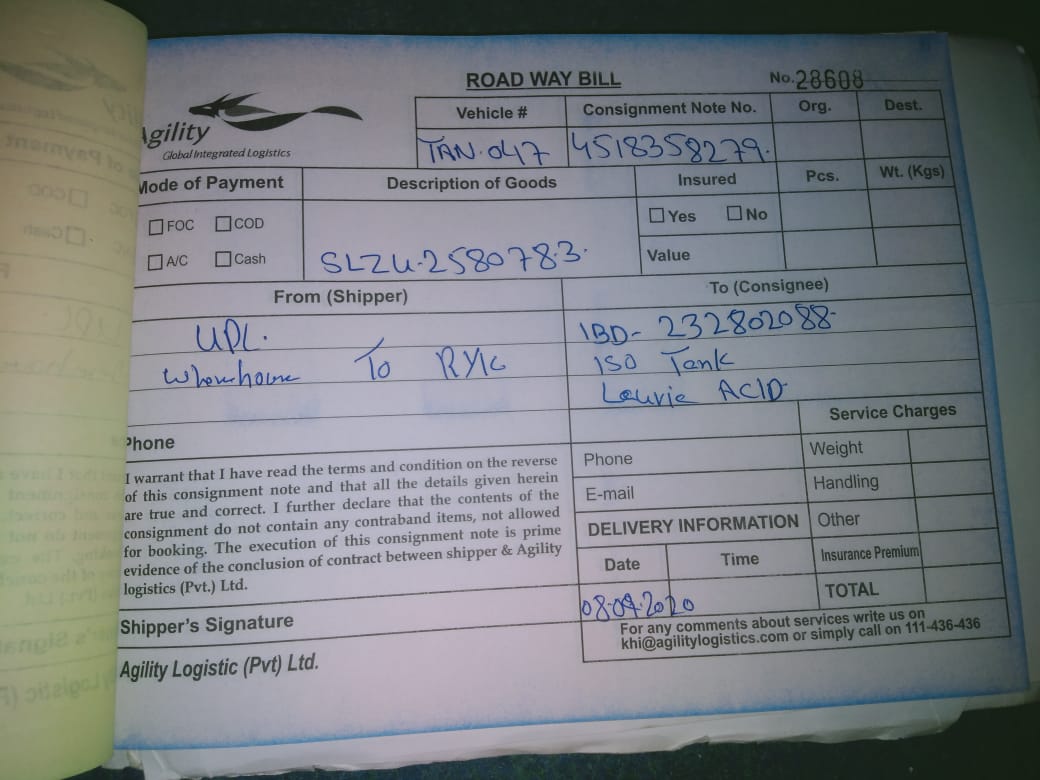 ROAD WAY BILL
No. 28608
Agility
Global Integrated Logistics
Vehicle # Consignment Note No. Org. Dest.
TAN.047 4518358279.
Mode of Payment Description of Goods Insured Pcs. Wt. (Kgs)
FOC COD Yes No
A/C Cash SLZU.2580783. Value
From (Shipper) To (Consignee)
UPL. IBD- 232802088
To RYK ISO Tank
Lauric ACID
Service Charges
Phone
Phone Weight
E-mail Handling
I warrant that I have read the terms and condition on the reverse
of this consignment note and that all the details given herein
are true and correct. I further declare that the contents of the
consignment do not contain any contraband items, not allowed
for booking. The execution of this consignment note is prime
evidence of the conclusion of contract between shipper & Agility
logistics (Pvt.) Ltd.
DELIVERY INFORMATION Other
Date Time Insurance Premium
08.09.2020 TOTAL
Shipper's Signature
For any comments about services write us on
khi@agilitylogistics.com or simply call on 111-436-436
Agility Logistic (Pvt) Ltd.